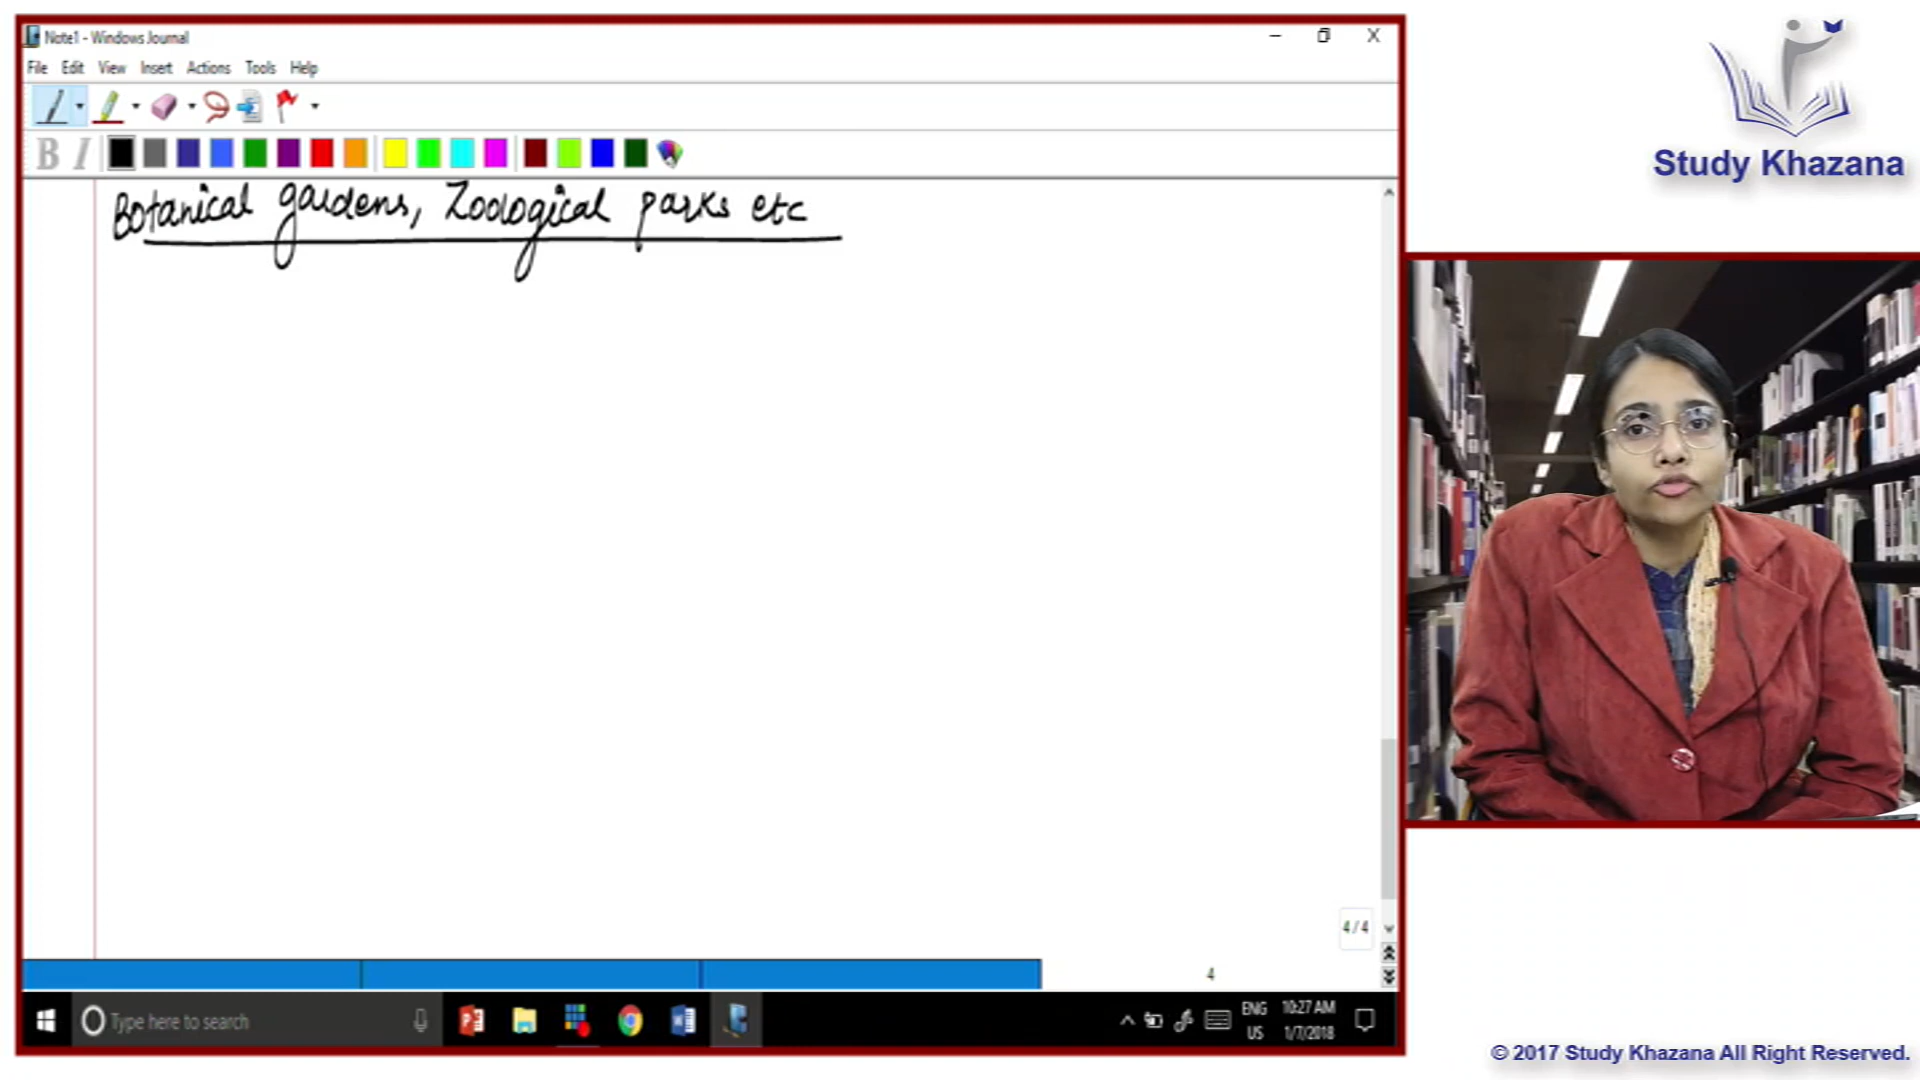 Note1 - Windows Journal
File Edit View Insert Actions Tools Help
B I
Botanical gardens, Zoological parks etc
4 / 4
4
Type here to search
ENG
US
10:27 AM
1/7/2018
Study Khazana
© 2017 Study Khazana All Right Reserved.